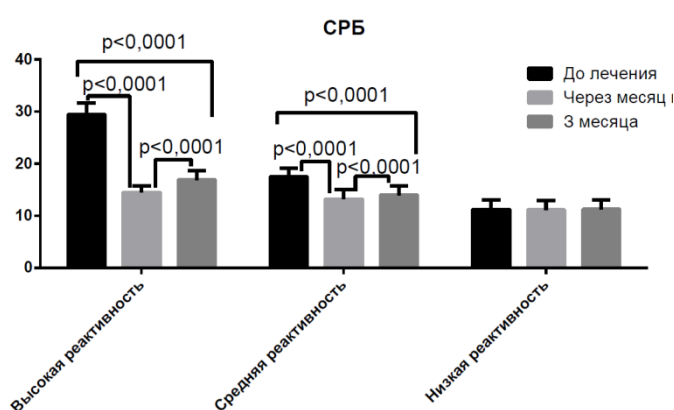 СРБ
p<0,0001
p<0,0001
p<0,0001
p<0,0001
p<0,0001
p<0,0001
До лечения
Через месяц
3 месяца
40
30
20
10
0
Высокая реактивность
Средняя реактивность
Низкая реактивность